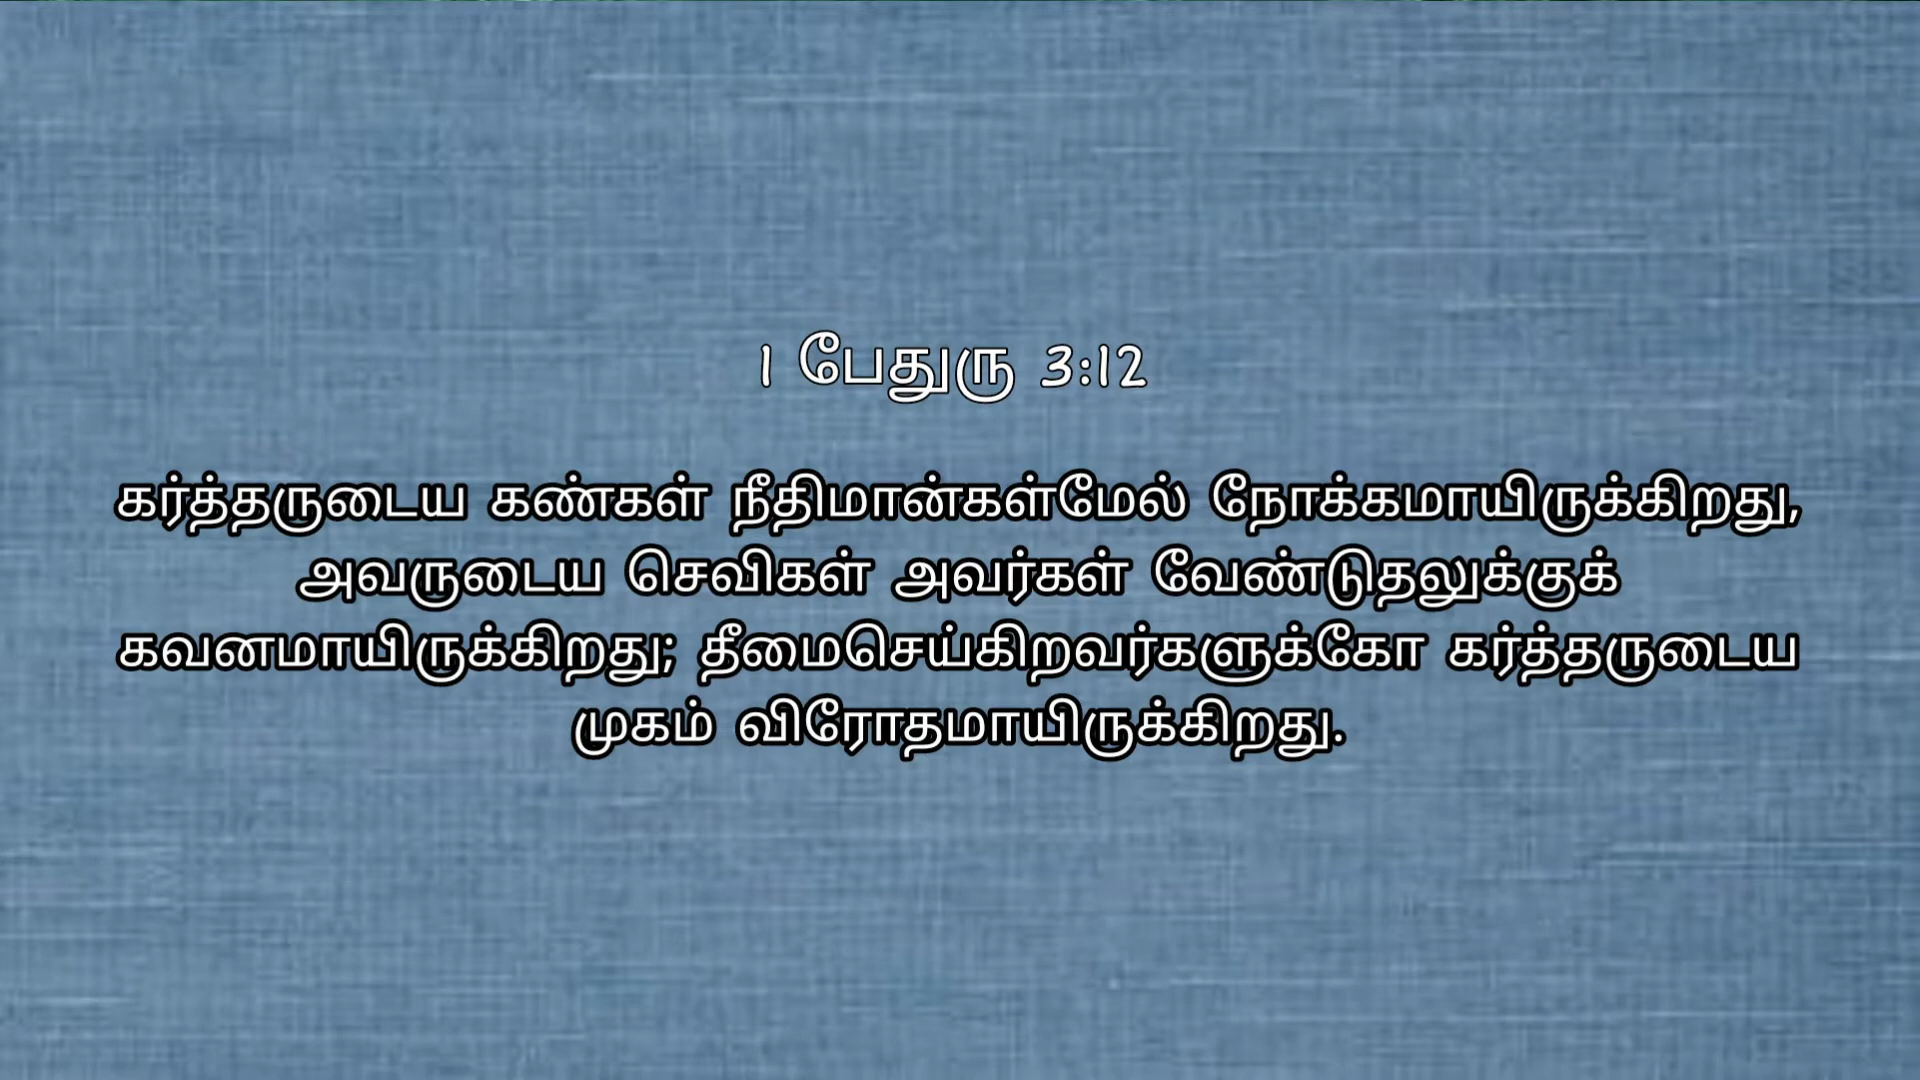 1 பேதுரு 3:12
கர்த்தருடைய கண்கள் நீதிமான்கள்மேல் நோக்கமாயிருக்கிறது,
அவருடைய செவிகள் அவர்கள் வேண்டுதலுக்குக்
கவனமாயிருக்கிறது; தீமைசெய்கிறவர்களுக்கோ கர்த்தருடைய
முகம் விரோதமாயிருக்கிறது.